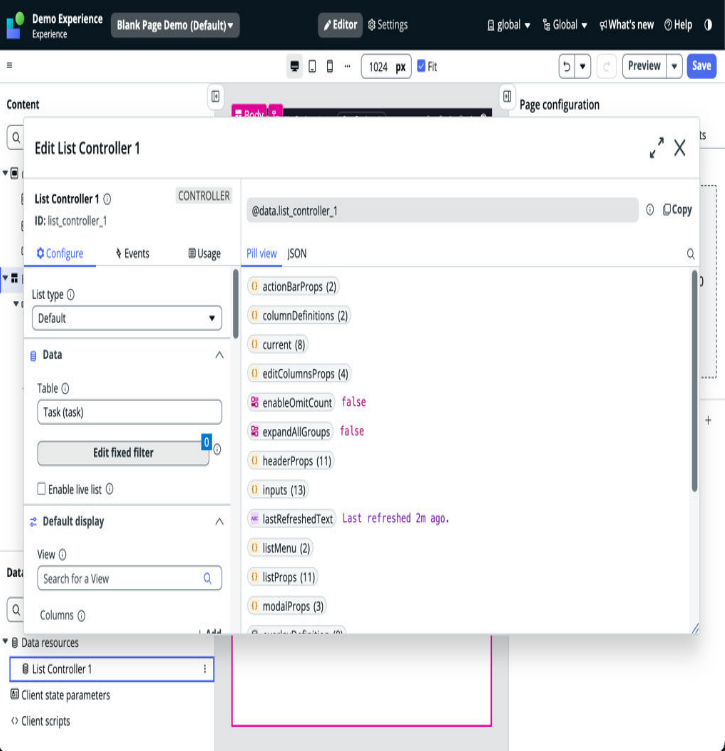 Demo Experience
Experience
Blank Page Demo (Default)
Editor
Settings
global
Global
What's new
Help
1024 px
Fit
Preview
Save
Content
Body
Page configuration
ts
Edit List Controller 1
List Controller 1
CONTROLLER
ID: list_controller_1
@data.list_controller_1
Copy
Configure
Events
Usage
Pill view
JSON
List type
Default
Data
Table
Task (task)
Edit fixed filter
0
Enable live list
Default display
View
Search for a View
Columns
Add
actionBarProps (2)
columnDefinitions (2)
current (8)
editColumnsProps (4)
enableOmitCount false
expandAllGroups false
headerProps (11)
inputs (13)
lastRefreshedText Last refreshed 2m ago.
listMenu (2)
listProps (11)
modalProps (3)
Data
Data resources
List Controller 1
Client state parameters
Client scripts